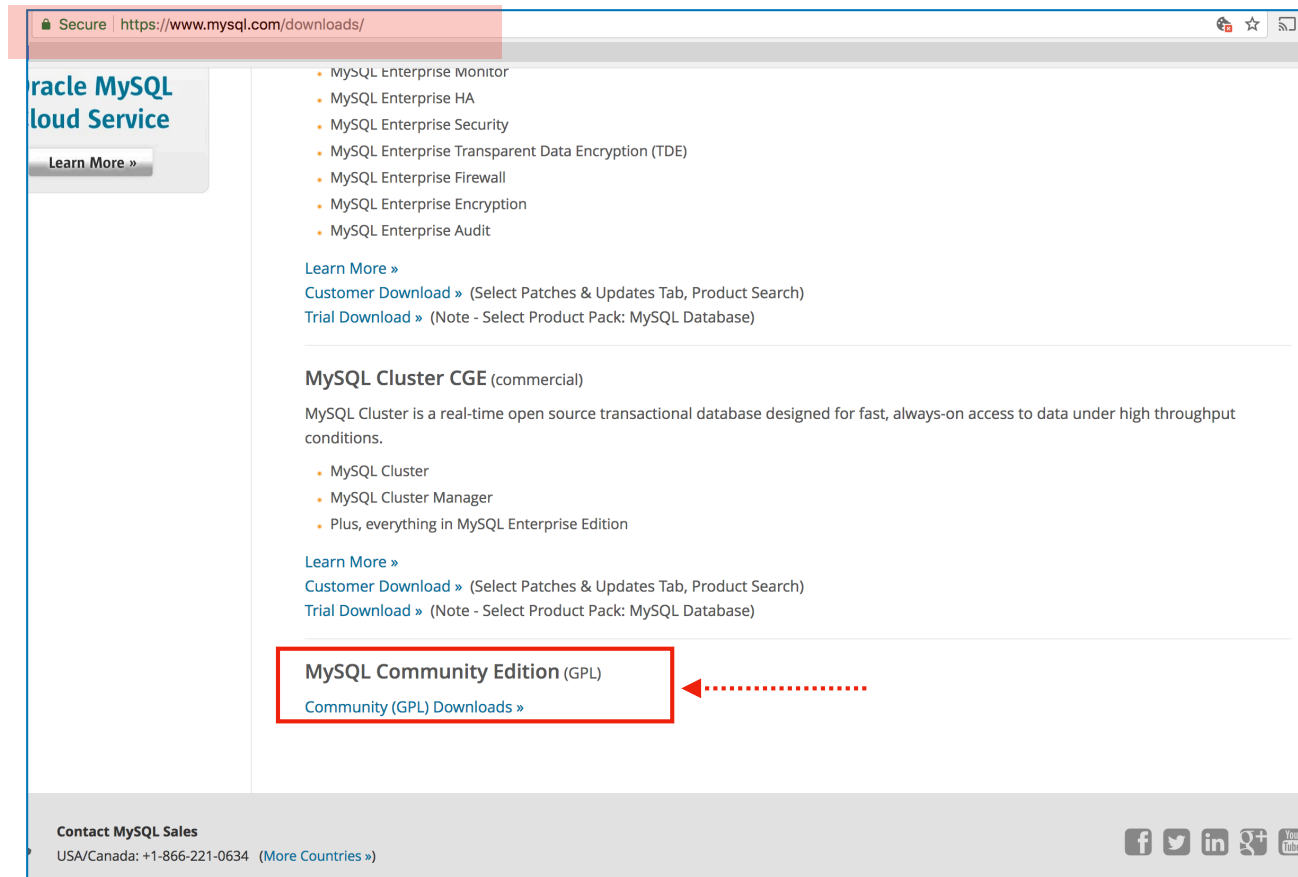 Secure https://www.mysql.com/downloads/
racle MySQL
loud Service
Learn More »
MySQL Enterprise Monitor
MySQL Enterprise HA
MySQL Enterprise Security
MySQL Enterprise Transparent Data Encryption (TDE)
MySQL Enterprise Firewall
MySQL Enterprise Encryption
MySQL Enterprise Audit
Learn More »
Customer Download » (Select Patches & Updates Tab, Product Search)
Trial Download » (Note - Select Product Pack: MySQL Database)
MySQL Cluster CGE (commercial)
MySQL Cluster is a real-time open source transactional database designed for fast, always-on access to data under high throughput
conditions.
MySQL Cluster
MySQL Cluster Manager
Plus, everything in MySQL Enterprise Edition
Learn More »
Customer Download » (Select Patches & Updates Tab, Product Search)
Trial Download » (Note - Select Product Pack: MySQL Database)
MySQL Community Edition (GPL)
Community (GPL) Downloads »
Contact MySQL Sales
USA/Canada: +1-866-221-0634 (More Countries »)
f in g+ You
Tube